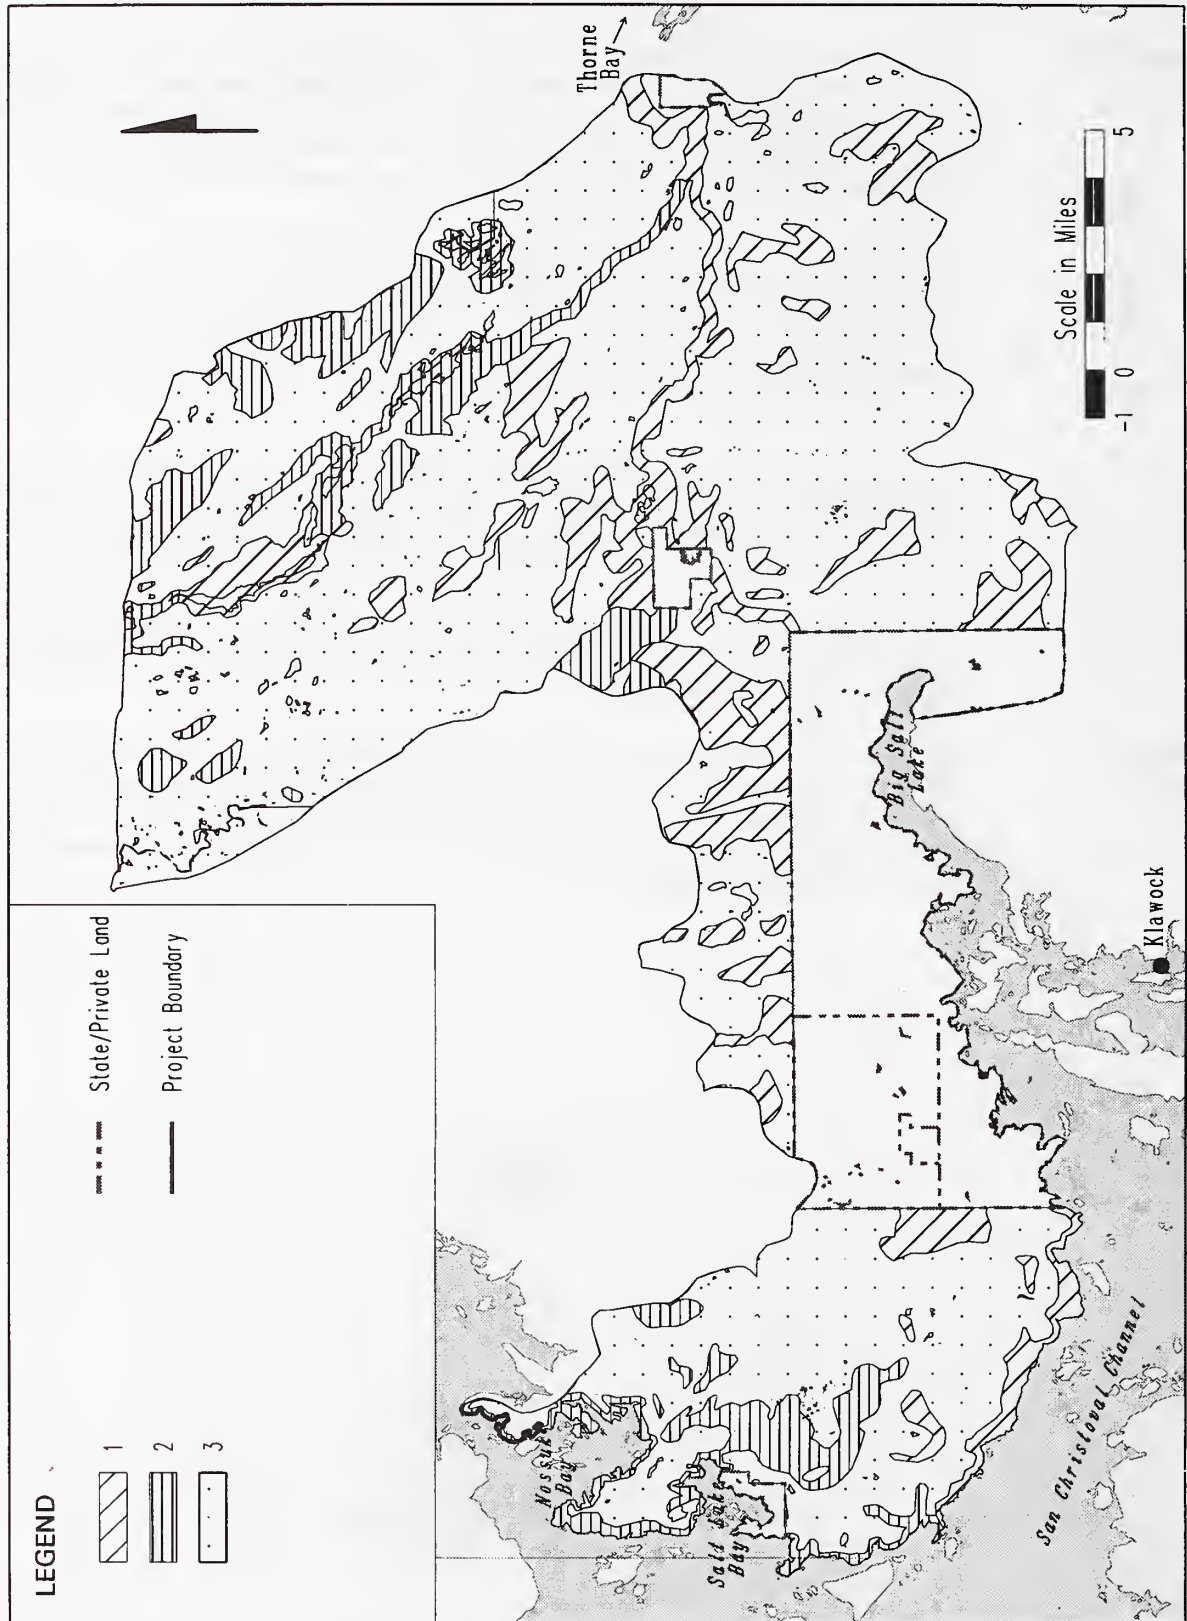 LEGEND
1
2
3
State/Private Land
Project Boundary
Thorne
Bay
Scale in Miles
-1 0 5
Big Salt
Lake
Klawock
Nossuk
Bay
Salt Lake
Bay
San Christoval Channel